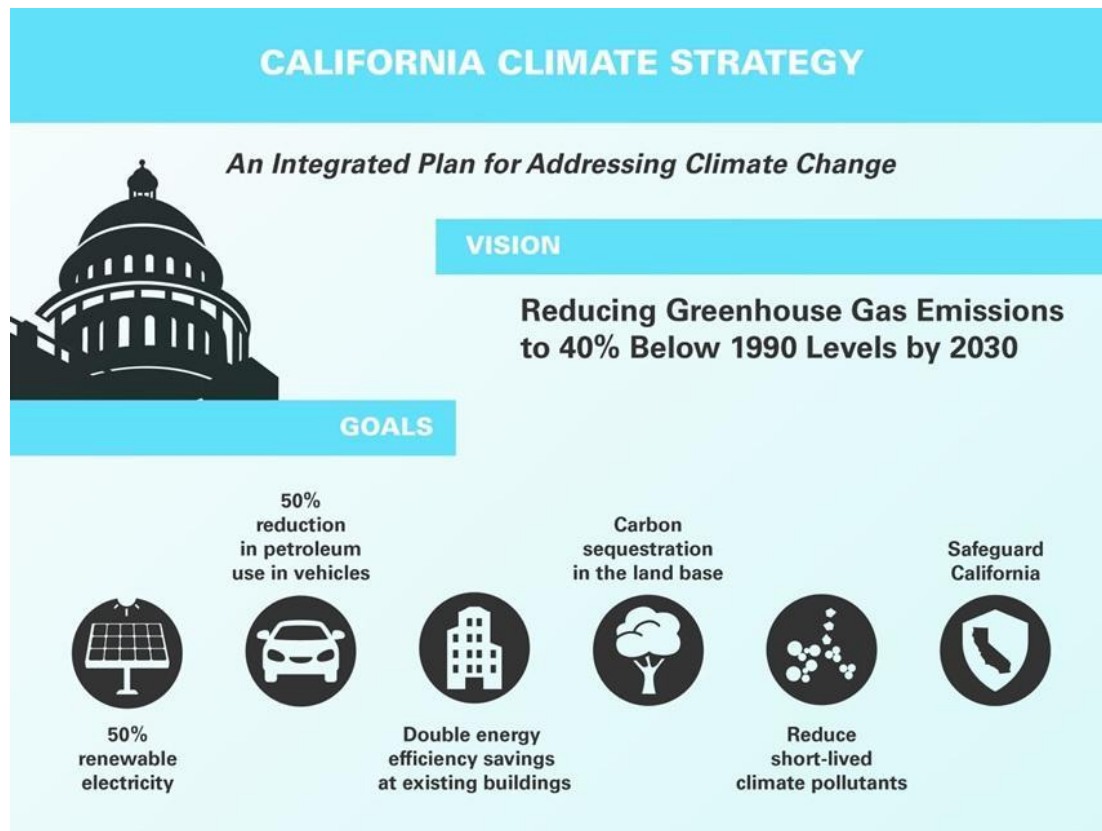 CALIFORNIA CLIMATE STRATEGY
An Integrated Plan for Addressing Climate Change
VISION
Reducing Greenhouse Gas Emissions
to 40% Below 1990 Levels by 2030
GOALS
50%
renewable
electricity
50%
reduction
in petroleum
use in vehicles
Double energy
efficiency savings
at existing buildings
Carbon
sequestration
in the land base
Reduce
short-lived
climate pollutants
Safeguard
California